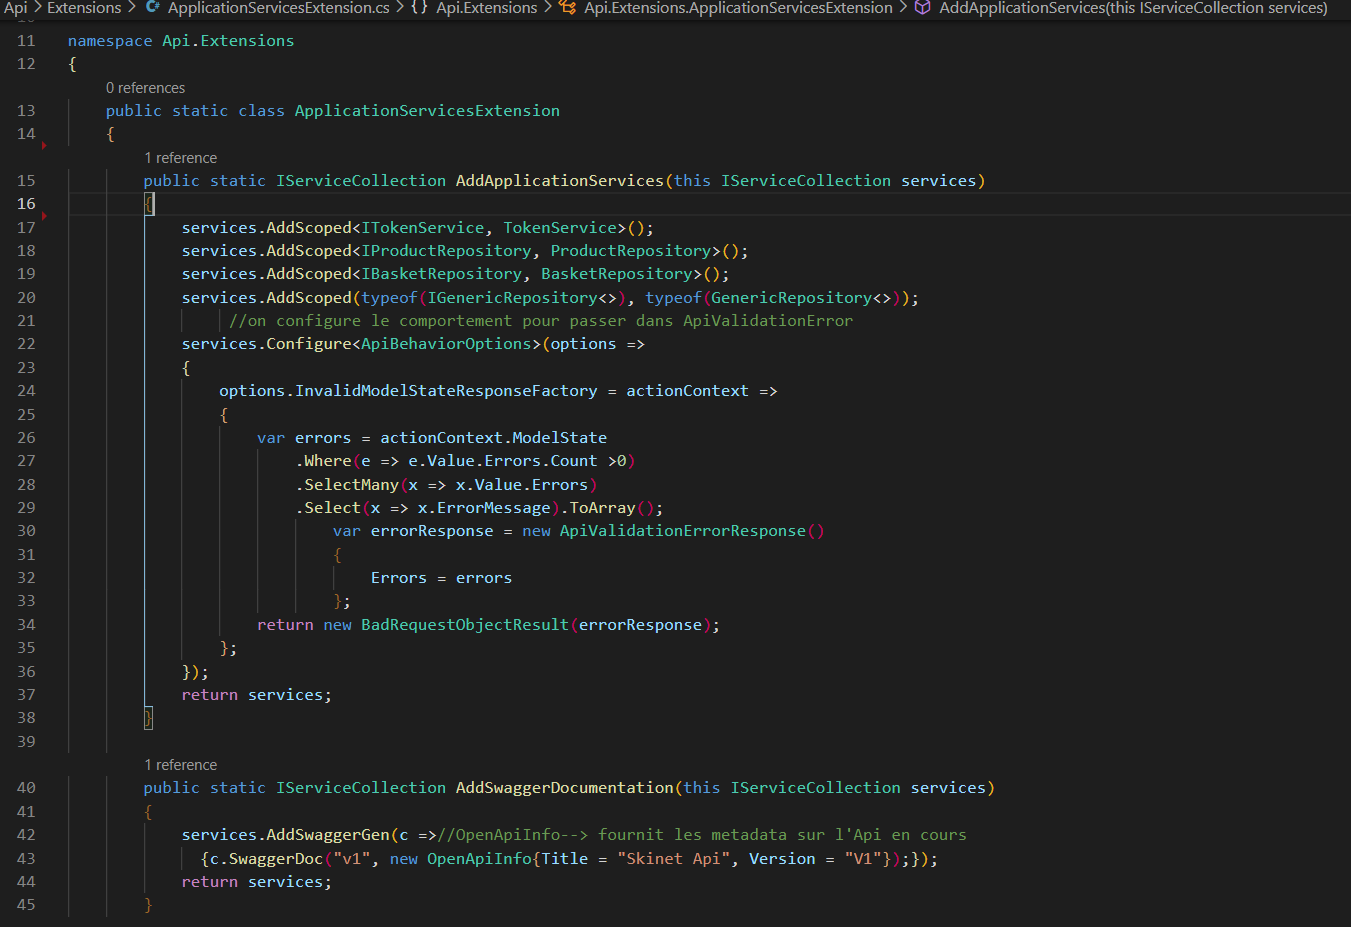 Api > Extensions > ApplicationServicesExtension.cs > {} Api.Extensions > Api.Extensions.ApplicationServicesExtension > AddApplicationServices(this IServiceCollection services)
11 namespace Api.Extensions
12 {
0 references
13 public static class ApplicationServicesExtension
14 {
1 reference
15 public static IServiceCollection AddApplicationServices(this IServiceCollection services)
16 {
17 services.AddScoped<ITokenService, TokenService>();
18 services.AddScoped<IProductRepository, ProductRepository>();
19 services.AddScoped<IBasketRepository, BasketRepository>();
20 services.AddScoped(typeof(IGenericRepository<>), typeof(GenericRepository<>));
21 //on configure le comportement pour passer dans ApiValidationError
22 services.Configure<ApiBehaviorOptions>(options =>
23 {
24 options.InvalidModelStateResponseFactory = actionContext =>
25 {
26 var errors = actionContext.ModelState
27 .Where(e => e.Value.Errors.Count >0)
28 .SelectMany(x => x.Value.Errors)
29 .Select(x => x.ErrorMessage).ToArray();
30 var errorResponse = new ApiValidationErrorResponse()
31 {
32 Errors = errors
33 };
34 return new BadRequestObjectResult(errorResponse);
35 };
36 });
37 return services;
38 }
39
1 reference
40 public static IServiceCollection AddSwaggerDocumentation(this IServiceCollection services)
41 {
42 services.AddSwaggerGen(c =>//OpenApiInfo--> fournit les metadata sur l'Api en cours
43 {c.SwaggerDoc("v1", new OpenApiInfo{Title = "Skinet Api", Version = "V1"});});
44 return services;
45 }